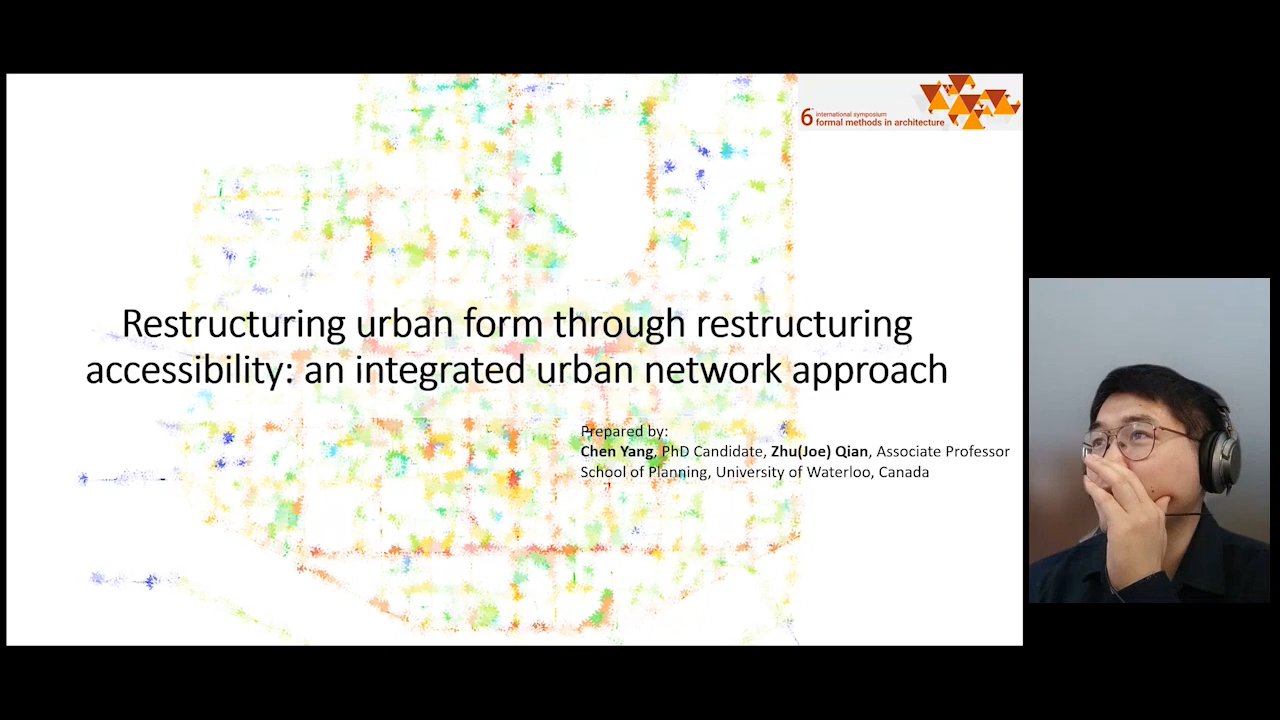 6th international symposium
formal methods in architecture
Restructuring urban form through restructuring
accessibility: an integrated urban network approach
Prepared by:
Chen Yang, PhD Candidate, Zhu(Joe) Qian, Associate Professor
School of Planning, University of Waterloo, Canada